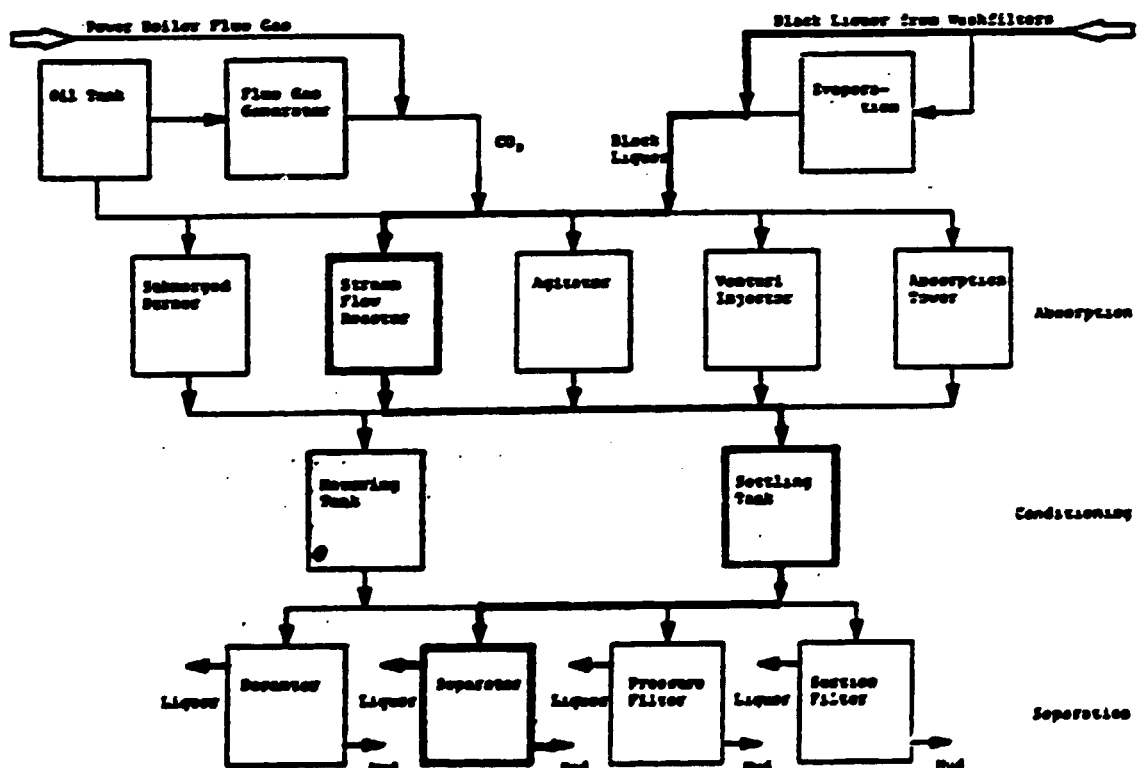 Power Boiler Flue Gas
Black Liquor from Washfilters
Oil Tank
Flue Gas
Generator
Evapora-
tion
CO₂
Black
Liquor
Submerged
Burner
Stream
Flow
Reactor
Agitator
Venturi
Injector
Absorption
Tower
Absorption
Tank
Settling
Tank
Conditioning
Liquor
Decanter
Liquor
Separator
Liquor
Pressure
Filter
Liquor
Suction
Filter
Separation
Mud
Mud
Mud
Mud